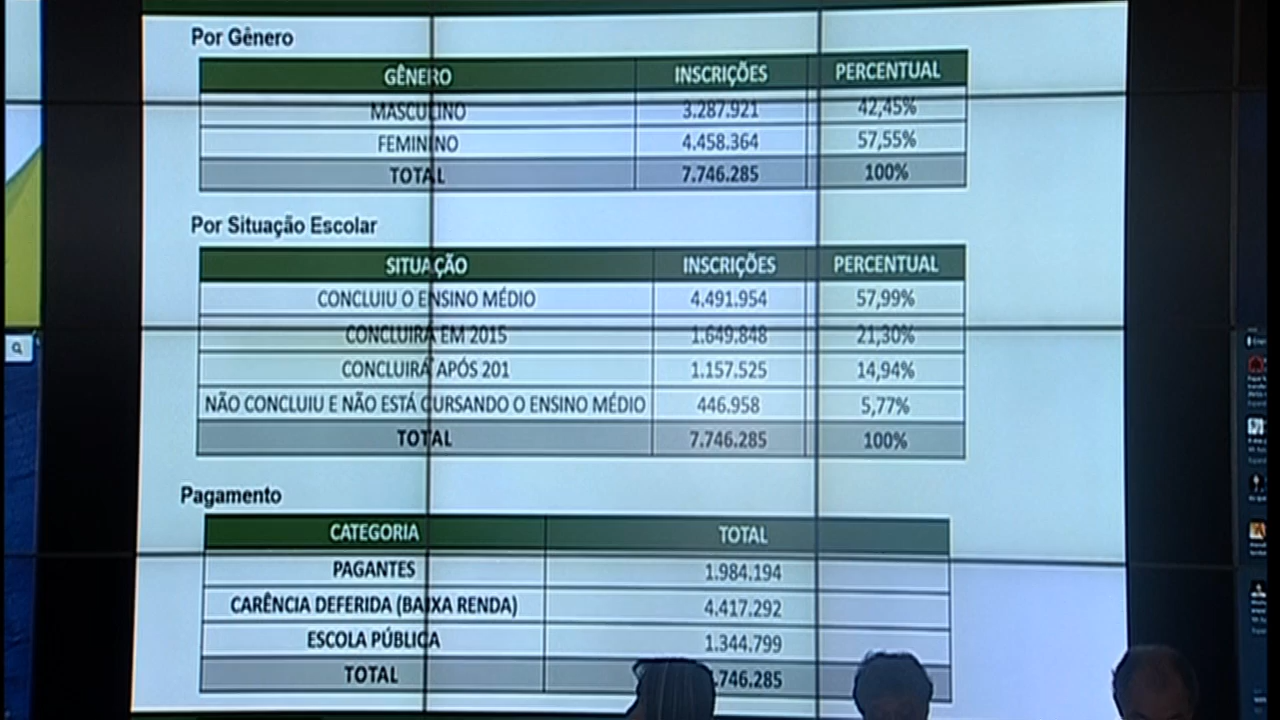 Por Gênero
GÊNERO INSCRIÇÕES PERCENTUAL
MASCULINO 3.287.921 42,45%
FEMININO 4.458.364 57,55%
TOTAL 7.746.285 100%
Por Situação Escolar
SITUAÇÃO INSCRIÇÕES PERCENTUAL
CONCLUIU O ENSINO MÉDIO 4.491.954 57,99%
CONCLUIRÁ EM 2015 1.649.848 21,30%
CONCLUIRÁ APÓS 201 1.157.525 14,94%
NÃO CONCLUIU E NÃO ESTÁ CURSANDO O ENSINO MÉDIO 446.958 5,77%
TOTAL 7.746.285 100%
Pagamento
CATEGORIA TOTAL
PAGANTES 1.984.194
CARÊNCIA DEFERIDA (BAIXA RENDA) 4.417.292
ESCOLA PÚBLICA 1.344.799
TOTAL .746.285